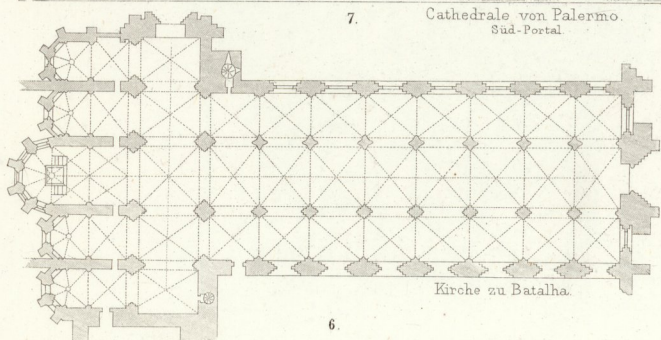 7.
Cathedrale von Palermo.
Süd-Portal.
Kirche zu Batalha.
6.